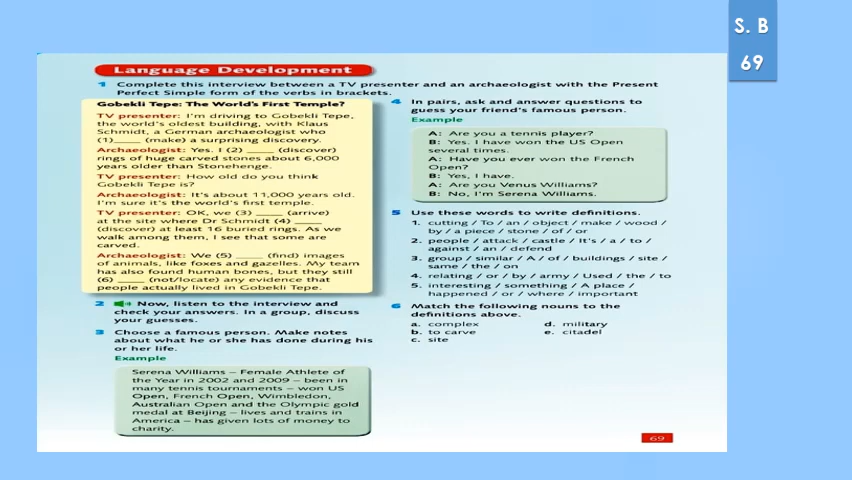 S. B
69
Language Development
1 Complete this interview between a TV presenter and an archaeologist with the Present
Perfect Simple form of the verbs in brackets.
Gobekli Tepe: The World's First Temple?
TV presenter: I'm driving to Gobekli Tepe,
the world's oldest building, with Klaus
Schmidt, a German archaeologist who
(1)_____ (make) a surprising discovery.
Archaeologist: Yes. I (2) ____ (discover)
rings of huge carved stones about 6,000
years older than Stonehenge.
TV presenter: How old do you think
Gobekli Tepe is?
Archaeologist: It's about 11,000 years old.
I'm sure it's the world's first temple.
TV presenter: OK, we (3) ____ (arrive)
at the site where Dr Schmidt (4) ____
(discover) at least 16 buried rings. As we
walk among them, I see that some are
carved.
Archaeologist: We (5) ____ (find) images
of animals, like foxes and gazelles. My team
has also found human bones, but they still
(6) ____ (not/locate) any evidence that
people actually lived in Gobekli Tepe.
2 Now, listen to the interview and
check your answers. In a group, discuss
your guesses.
3 Choose a famous person. Make notes
about what he or she has done during his
or her life.
Example
Serena Williams – Female Athlete of
the Year in 2002 and 2009 – been in
many tennis tournaments – won US
Open, French Open, Wimbledon,
Australian Open and the Olympic gold
medal at Beijing – lives and trains in
America – has given lots of money to
charity.
4 In pairs, ask and answer questions to
guess your friend's famous person.
Example
A: Are you a tennis player?
B: Yes. I have won the US Open
several times.
A: Have you ever won the French
Open?
B: Yes, I have.
A: Are you Venus Williams?
B: No, I'm Serena Williams.
5 Use these words to write definitions.
1. cutting / To / an / object / make / wood /
by / a piece / stone / of / or
2. people / attack / castle / It's / a / to /
against / an / defend
3. group / similar / A / of / buildings / site /
same / the / on
4. relating / or / by / army / Used / the / to
5. interesting / something / A place /
happened / or / where / important
6 Match the following nouns to the
definitions above.
a. complex
b. to carve
c. site
d. military
e. citadel
69